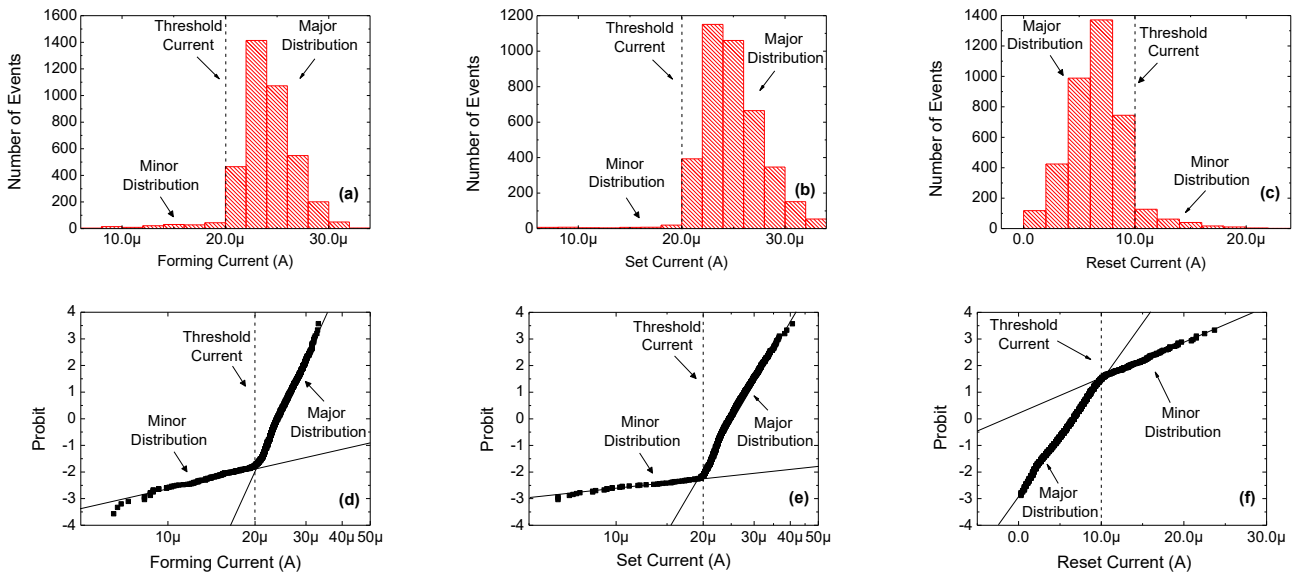 1600
1400
1200
1000
800
600
400
200
0
Number of Events
Threshold
Current
Major
Distribution
Minor
Distribution
(a)
10.0µ 20.0µ 30.0µ
Forming Current (A)
1200
1000
800
600
400
200
0
Number of Events
Threshold
Current
Major
Distribution
Minor
Distribution
(b)
10.0µ 20.0µ 30.0µ
Set Current (A)
1400
1200
1000
800
600
400
200
0
Number of Events
Major
Distribution
Threshold
Current
Minor
Distribution
(c)
0.0 10.0µ 20.0µ
Reset Current (A)
4
3
2
1
0
-1
-2
-3
-4
Probit
Threshold
Current
Minor
Distribution
Major
Distribution
(d)
10µ 20µ 30µ 40µ 50µ
Forming Current (A)
4
3
2
1
0
-1
-2
-3
-4
Probit
Threshold
Current
Minor
Distribution
Major
Distribution
(e)
10µ 20µ 30µ 40µ 50µ
Set Current (A)
4
3
2
1
0
-1
-2
-3
-4
Probit
Threshold
Current
Minor
Distribution
Major
Distribution
(f)
0.0 10.0µ 20.0µ 30.0µ
Reset Current (A)